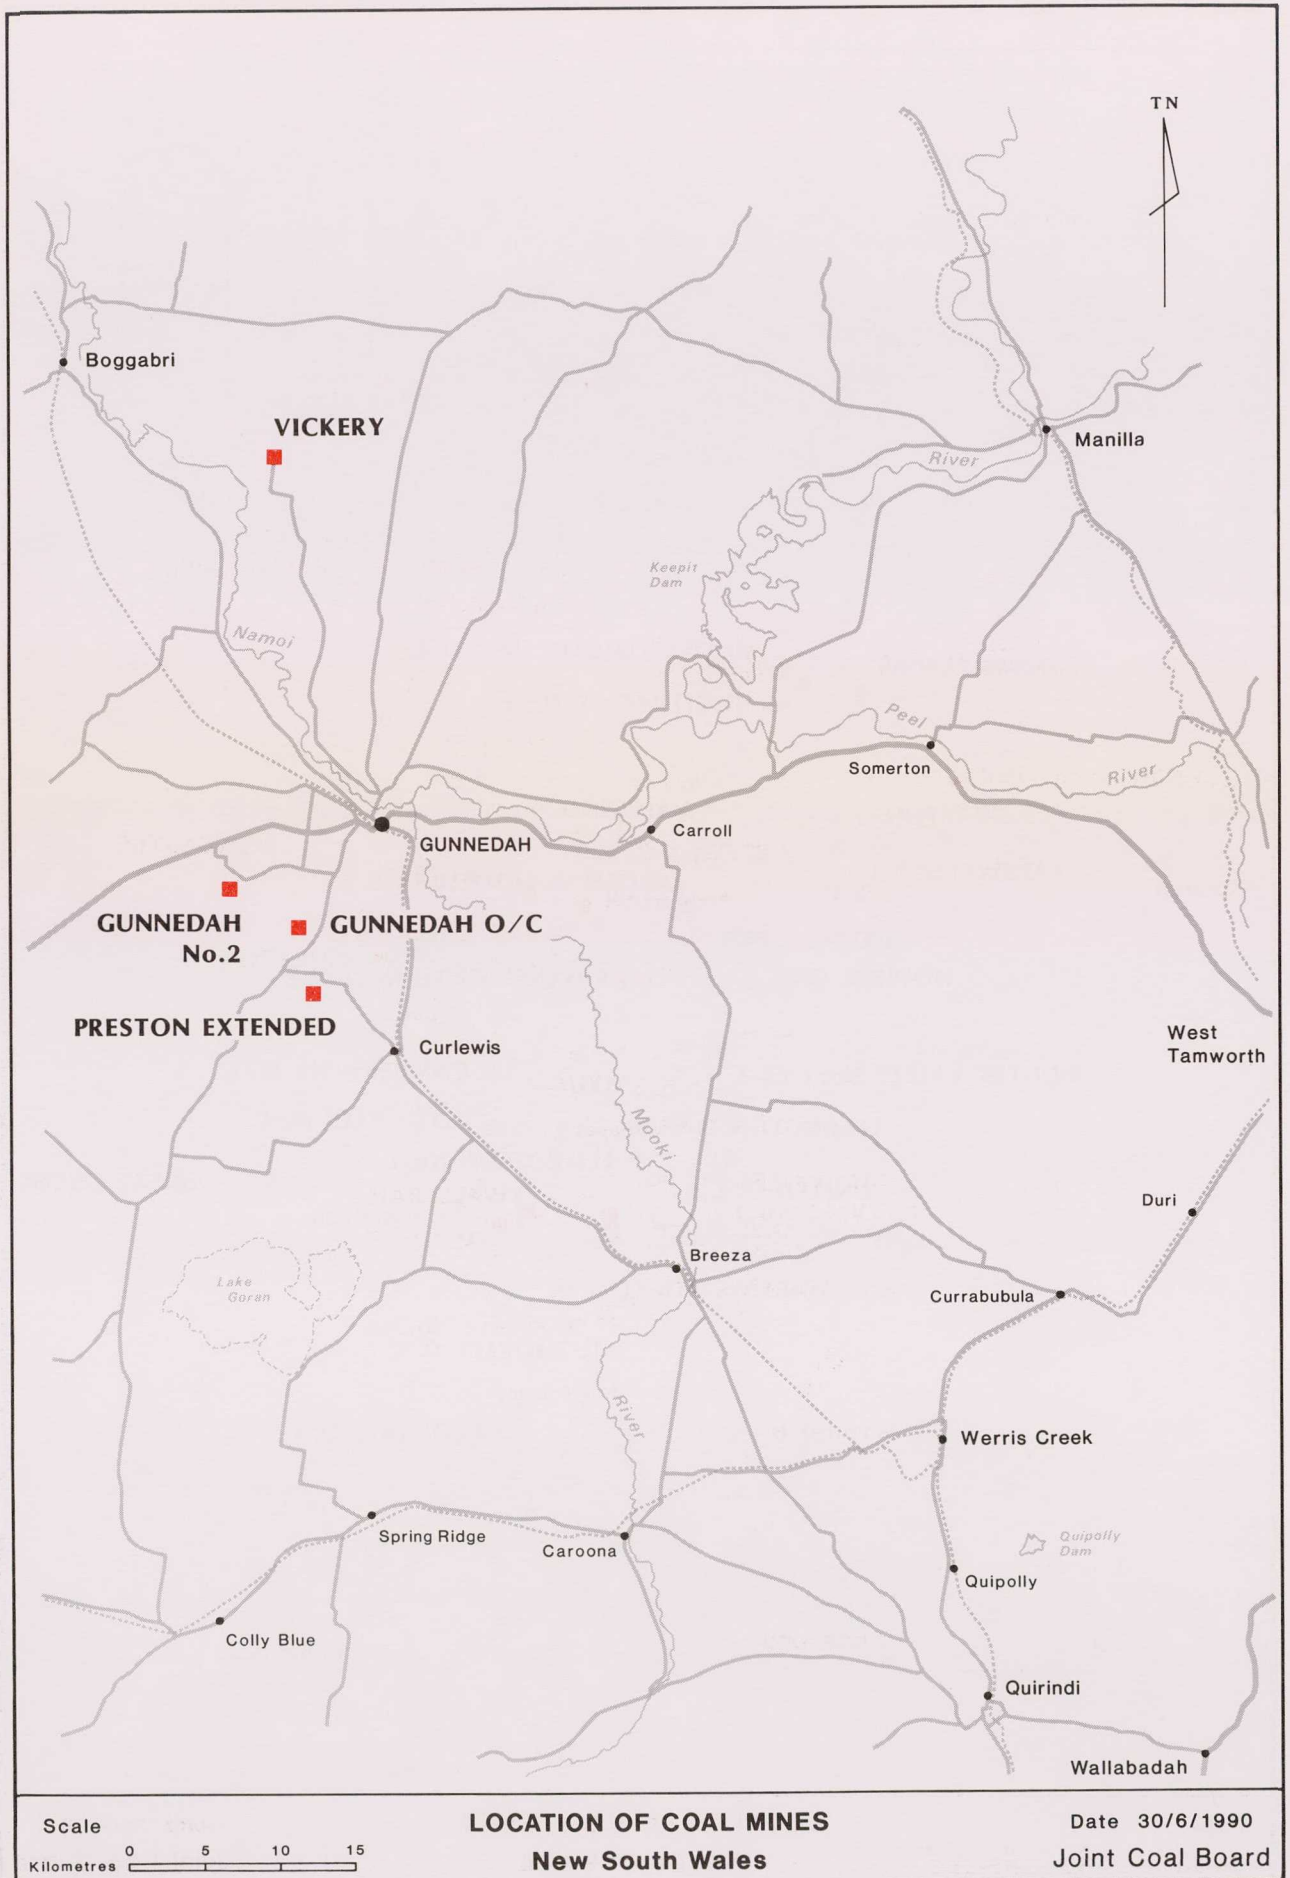 TN
Boggabri
VICKERY
Manilla
River
Keepit
Dam
Namoi
Peel
Somerton
River
Carroll
GUNNEDAH
GUNNEDAH
No.2
GUNNEDAH O/C
PRESTON EXTENDED
Curlewis
West
Tamworth
Mooki
Duri
Breeza
Lake
Goran
Currabubula
River
Werris Creek
Spring Ridge
Caroona
Quipolly
Dam
Quipolly
Colly Blue
Quirindi
Wallabadah
Scale
Kilometres 0 5 10 15
LOCATION OF COAL MINES
New South Wales
Date 30/6/1990
Joint Coal Board